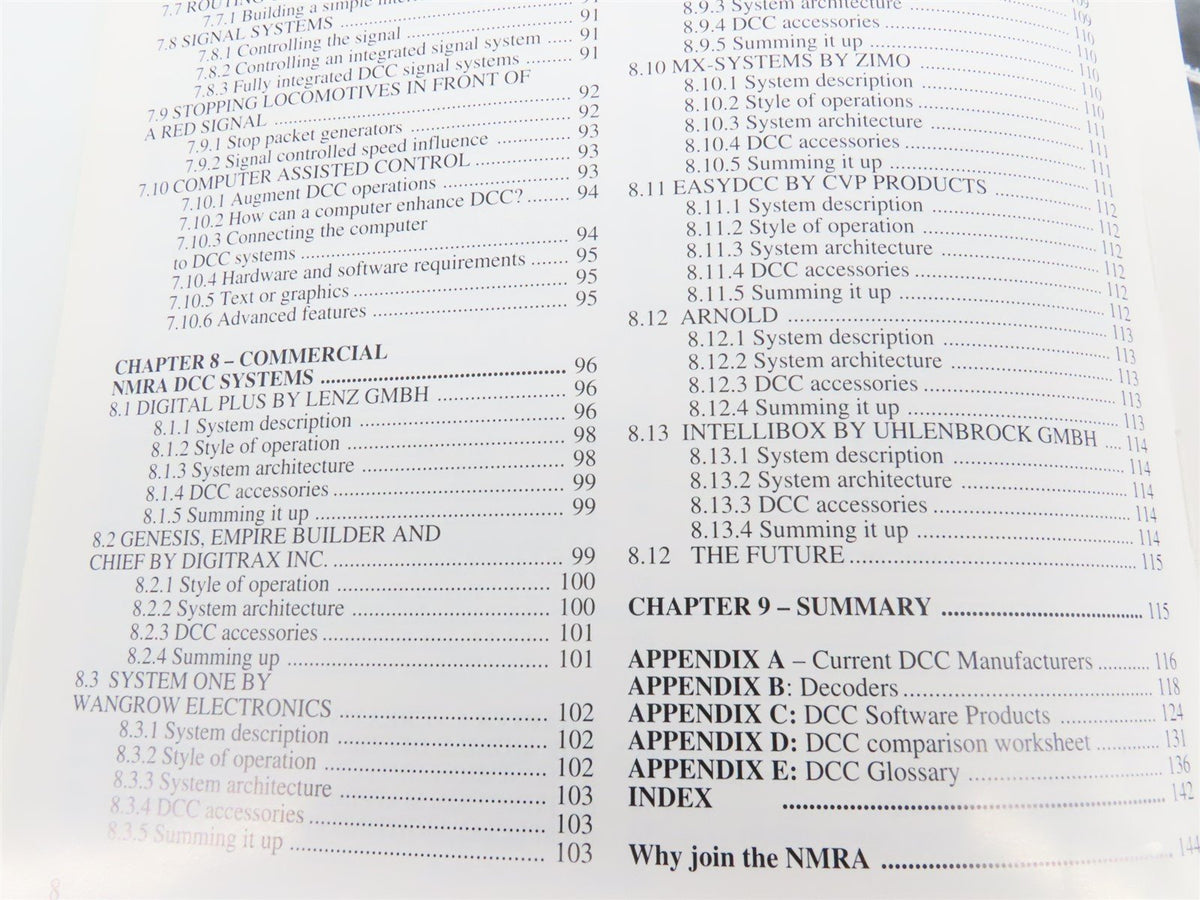 7.7 ROUTING
7.7.1 Building a simple
7.8 SIGNAL SYSTEMS ........ 91
7.8.1 Controlling the signal ........ 91
7.8.2 Controlling an integrated signal system ..... 91
7.8.3 Fully integrated DCC signal systems ........ 91
7.9 STOPPING LOCOMOTIVES IN FRONT OF
A RED SIGNAL ........ 92
7.9.1 Stop packet generators ........ 92
7.9.2 Signal controlled speed influence ........ 93
7.10 COMPUTER ASSISTED CONTROL ........ 93
7.10.1 Augment DCC operations ........ 93
7.10.2 How can a computer enhance DCC? ........ 94
7.10.3 Connecting the computer
to DCC systems ........ 94
7.10.4 Hardware and software requirements ...... 95
7.10.5 Text or graphics ........ 95
7.10.6 Advanced features ........ 95
CHAPTER 8 – COMMERCIAL
NMRA DCC SYSTEMS ........ 96
8.1 DIGITAL PLUS BY LENZ GMBH ........ 96
8.1.1 System description ........ 96
8.1.2 Style of operation ........ 98
8.1.3 System architecture ........ 98
8.1.4 DCC accessories ........ 99
8.1.5 Summing it up ........ 99
8.2 GENESIS, EMPIRE BUILDER AND
CHIEF BY DIGITRAX INC. ........ 99
8.2.1 Style of operation ........ 100
8.2.2 System architecture ........ 100
8.2.3 DCC accessories ........ 101
8.2.4 Summing up ........ 101
8.3 SYSTEM ONE BY
WANGROW ELECTRONICS ........ 102
8.3.1 System description ........ 102
8.3.2 Style of operation ........ 102
8.3.3 System architecture ........ 103
8.3.4 DCC accessories ........ 103
8.3.5 Summing it up ........ 103
8
8.9.3 System architecture ........ 109
8.9.4 DCC accessories ........ 109
8.9.5 Summing it up ........ 110
8.10 MX-SYSTEMS BY ZIMO ........ 110
8.10.1 System description ........ 110
8.10.2 Style of operations ........ 110
8.10.3 System architecture ........ 111
8.10.4 DCC accessories ........ 111
8.10.5 Summing it up ........ 111
8.11 EASYDCC BY CVP PRODUCTS ........ 111
8.11.1 System description ........ 112
8.11.2 Style of operation ........ 112
8.11.3 System architecture ........ 112
8.11.4 DCC accessories ........ 112
8.11.5 Summing it up ........ 112
8.12 ARNOLD ........ 113
8.12.1 System description ........ 113
8.12.2 System architecture ........ 113
8.12.3 DCC accessories ........ 113
8.12.4 Summing it up ........ 113
8.13 INTELLIBOX BY UHLENBROCK GMBH .... 114
8.13.1 System description ........ 114
8.13.2 System architecture ........ 114
8.13.3 DCC accessories ........ 114
8.13.4 Summing it up ........ 114
8.12 THE FUTURE ........ 115
CHAPTER 9 – SUMMARY ........ 115
APPENDIX A – Current DCC Manufacturers ........ 116
APPENDIX B: Decoders ........ 118
APPENDIX C: DCC Software Products ........ 124
APPENDIX D: DCC comparison worksheet ........ 131
APPENDIX E: DCC Glossary ........ 136
INDEX ........ 142
Why join the NMRA ........ 144